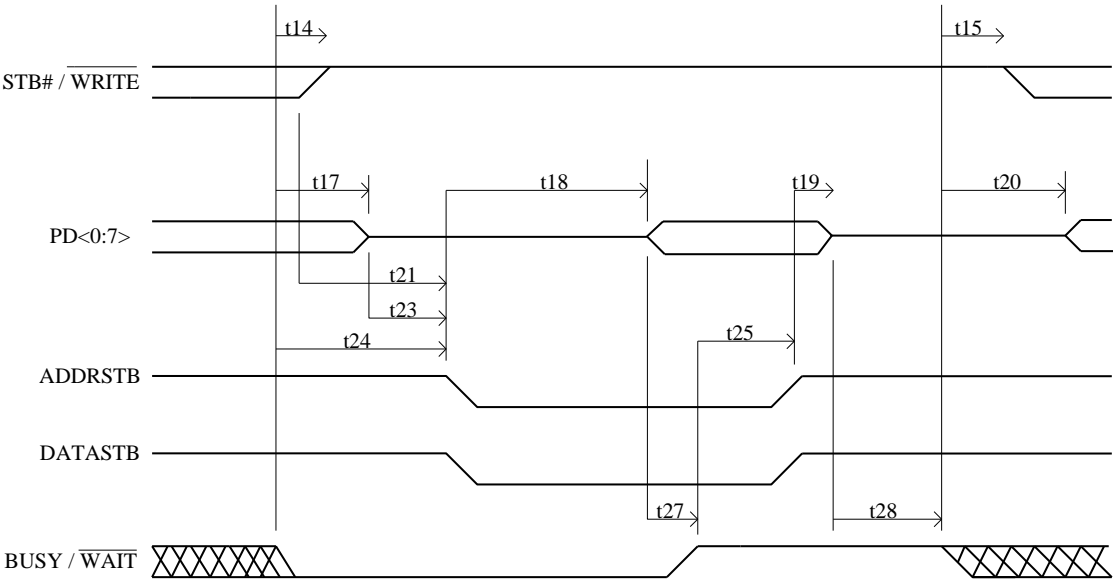 t14 t15
STB# / WRITE
t17 t18 t19 t20
PD<0:7>
t21
t23
t25
t24
ADDRSTB
DATASTB
t27 t28
BUSY / WAIT